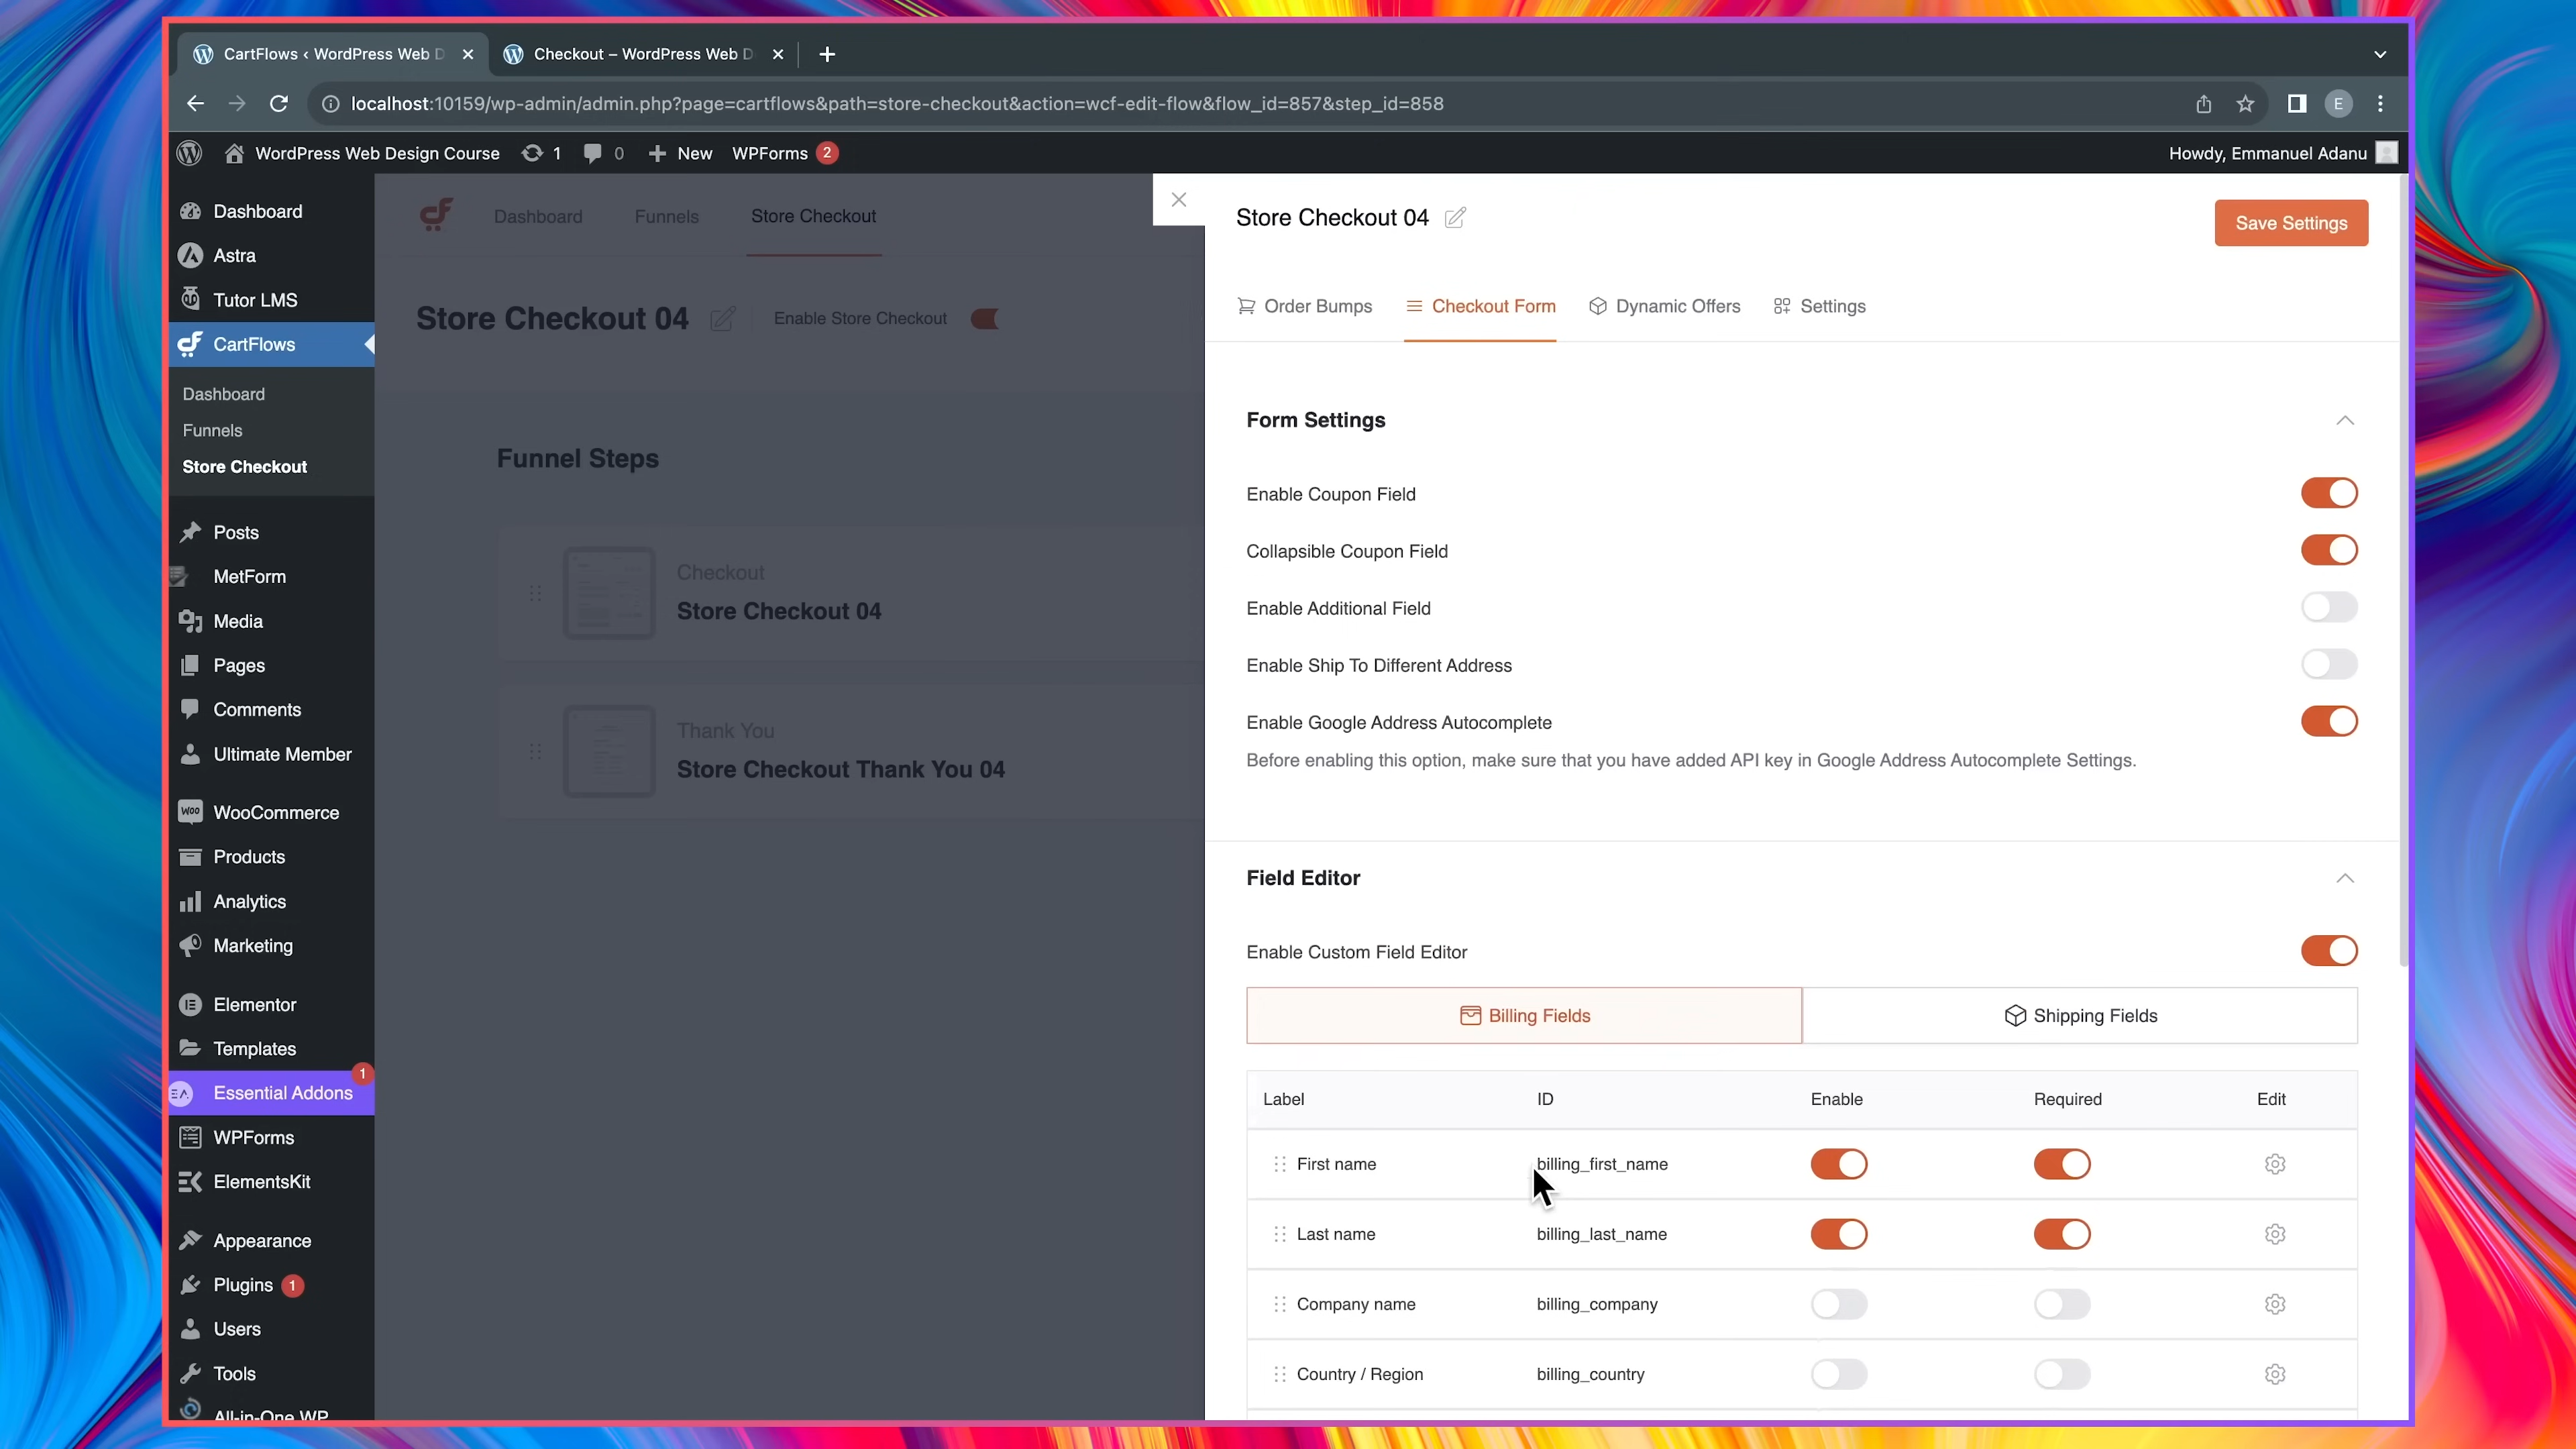 CartFlows ‹ WordPress Web D
Checkout – WordPress Web D
localhost:10159/wp-admin/admin.php?page=cartflows&path=store-checkout&action=wcf-edit-flow&flow_id=857&step_id=858
E
WordPress Web Design Course
1
0
New
WPForms 2
Howdy, Emmanuel Adanu
Dashboard
Astra
Tutor LMS
CartFlows
Dashboard
Funnels
Store Checkout
Posts
MetForm
Media
Pages
Comments
Ultimate Member
WooCommerce
Products
Analytics
Marketing
Elementor
Templates
Essential Addons 1
WPForms
ElementsKit
Appearance
Plugins 1
Users
Tools
All-in-One WP
Dashboard
Funnels
Store Checkout
Store Checkout 04
Enable Store Checkout
Funnel Steps
Checkout
Store Checkout 04
Thank You
Store Checkout Thank You 04
Store Checkout 04
Save Settings
Order Bumps
Checkout Form
Dynamic Offers
Settings
Form Settings
Enable Coupon Field
Collapsible Coupon Field
Enable Additional Field
Enable Ship To Different Address
Enable Google Address Autocomplete
Before enabling this option, make sure that you have added API key in Google Address Autocomplete Settings.
Field Editor
Enable Custom Field Editor
Billing Fields
Shipping Fields
Label ID Enable Required Edit
First name billing_first_name
Last name billing_last_name
Company name billing_company
Country / Region billing_country